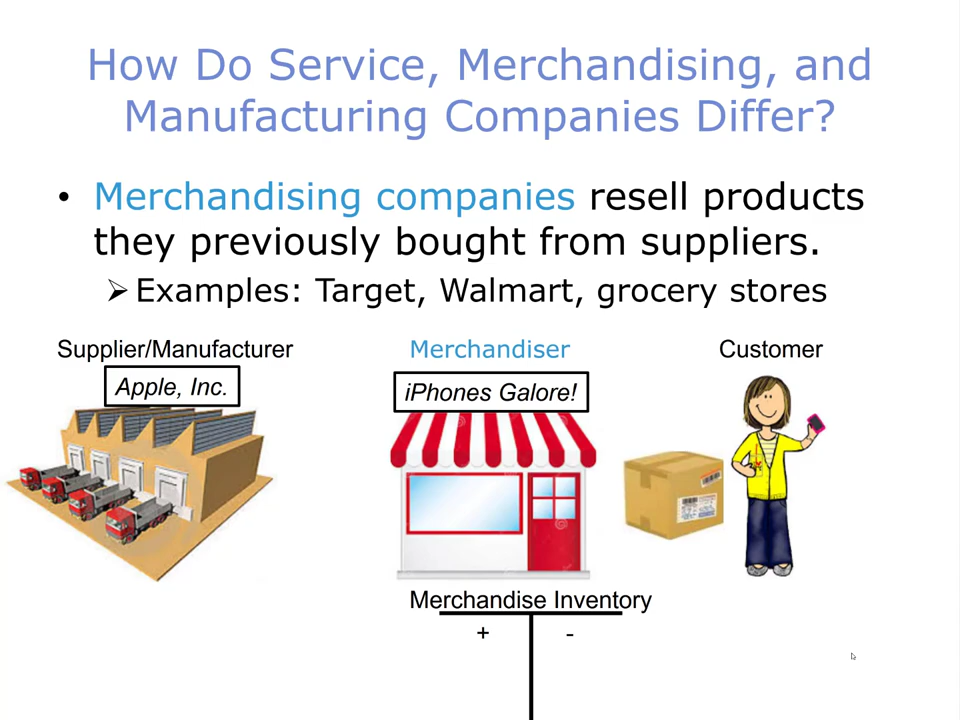 How Do Service, Merchandising, and
Manufacturing Companies Differ?
• Merchandising companies resell products
they previously bought from suppliers.
➢ Examples: Target, Walmart, grocery stores
Supplier/Manufacturer
Merchandiser
Customer
Apple, Inc.
iPhones Galore!
Merchandise Inventory
+
-